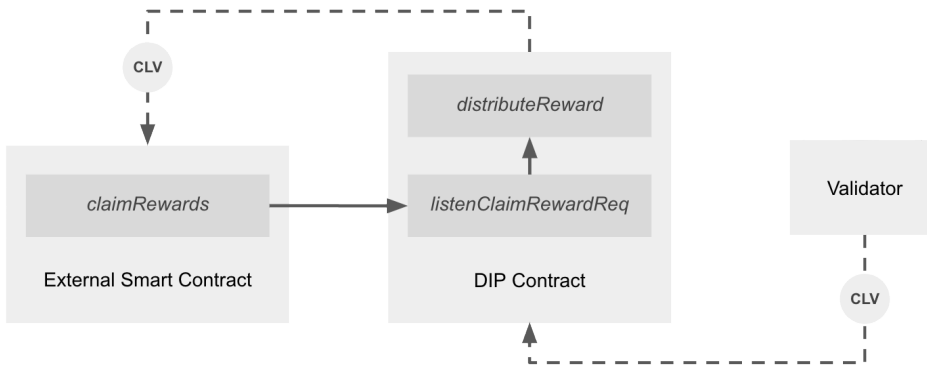 CLV
distributeReward
claimRewards
listenClaimRewardReq
Validator
External Smart Contract
DIP Contract
CLV